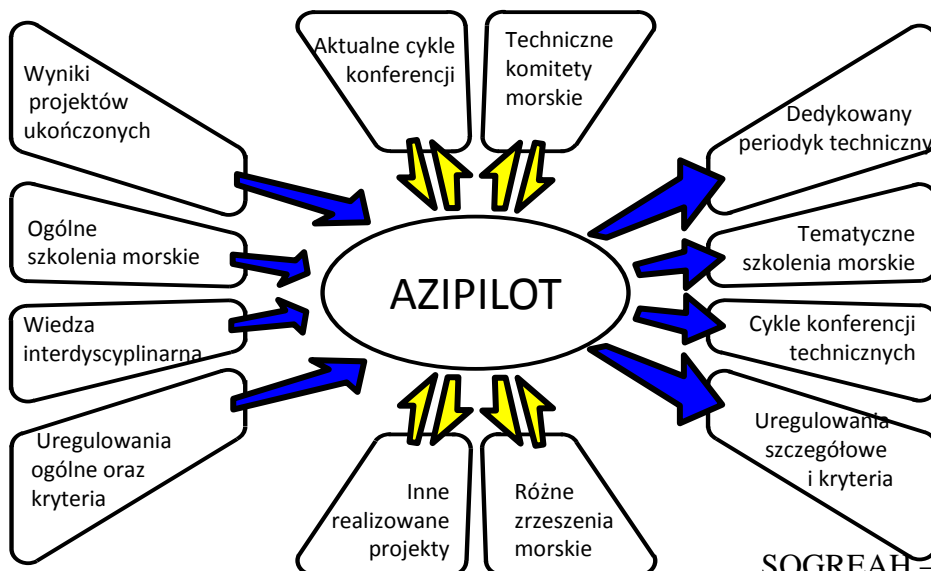 Wyniki
projektów
ukończonych
Aktualne cykle
konferencji
Techniczne
komitety
morskie
Dedykowany
periodyk techniczny
Ogólne
szkolenia morskie
Tematyczne
szkolenia morskie
AZIPILOT
Wiedza
interdyscyplinarna
Cykle konferencji
technicznych
Uregulowania
ogólne oraz
kryteria
Inne
realizowane
projekty
Różne
zrzeszenia
morskie
Uregulowania
szczegółowe
i kryteria
SOGREAH –